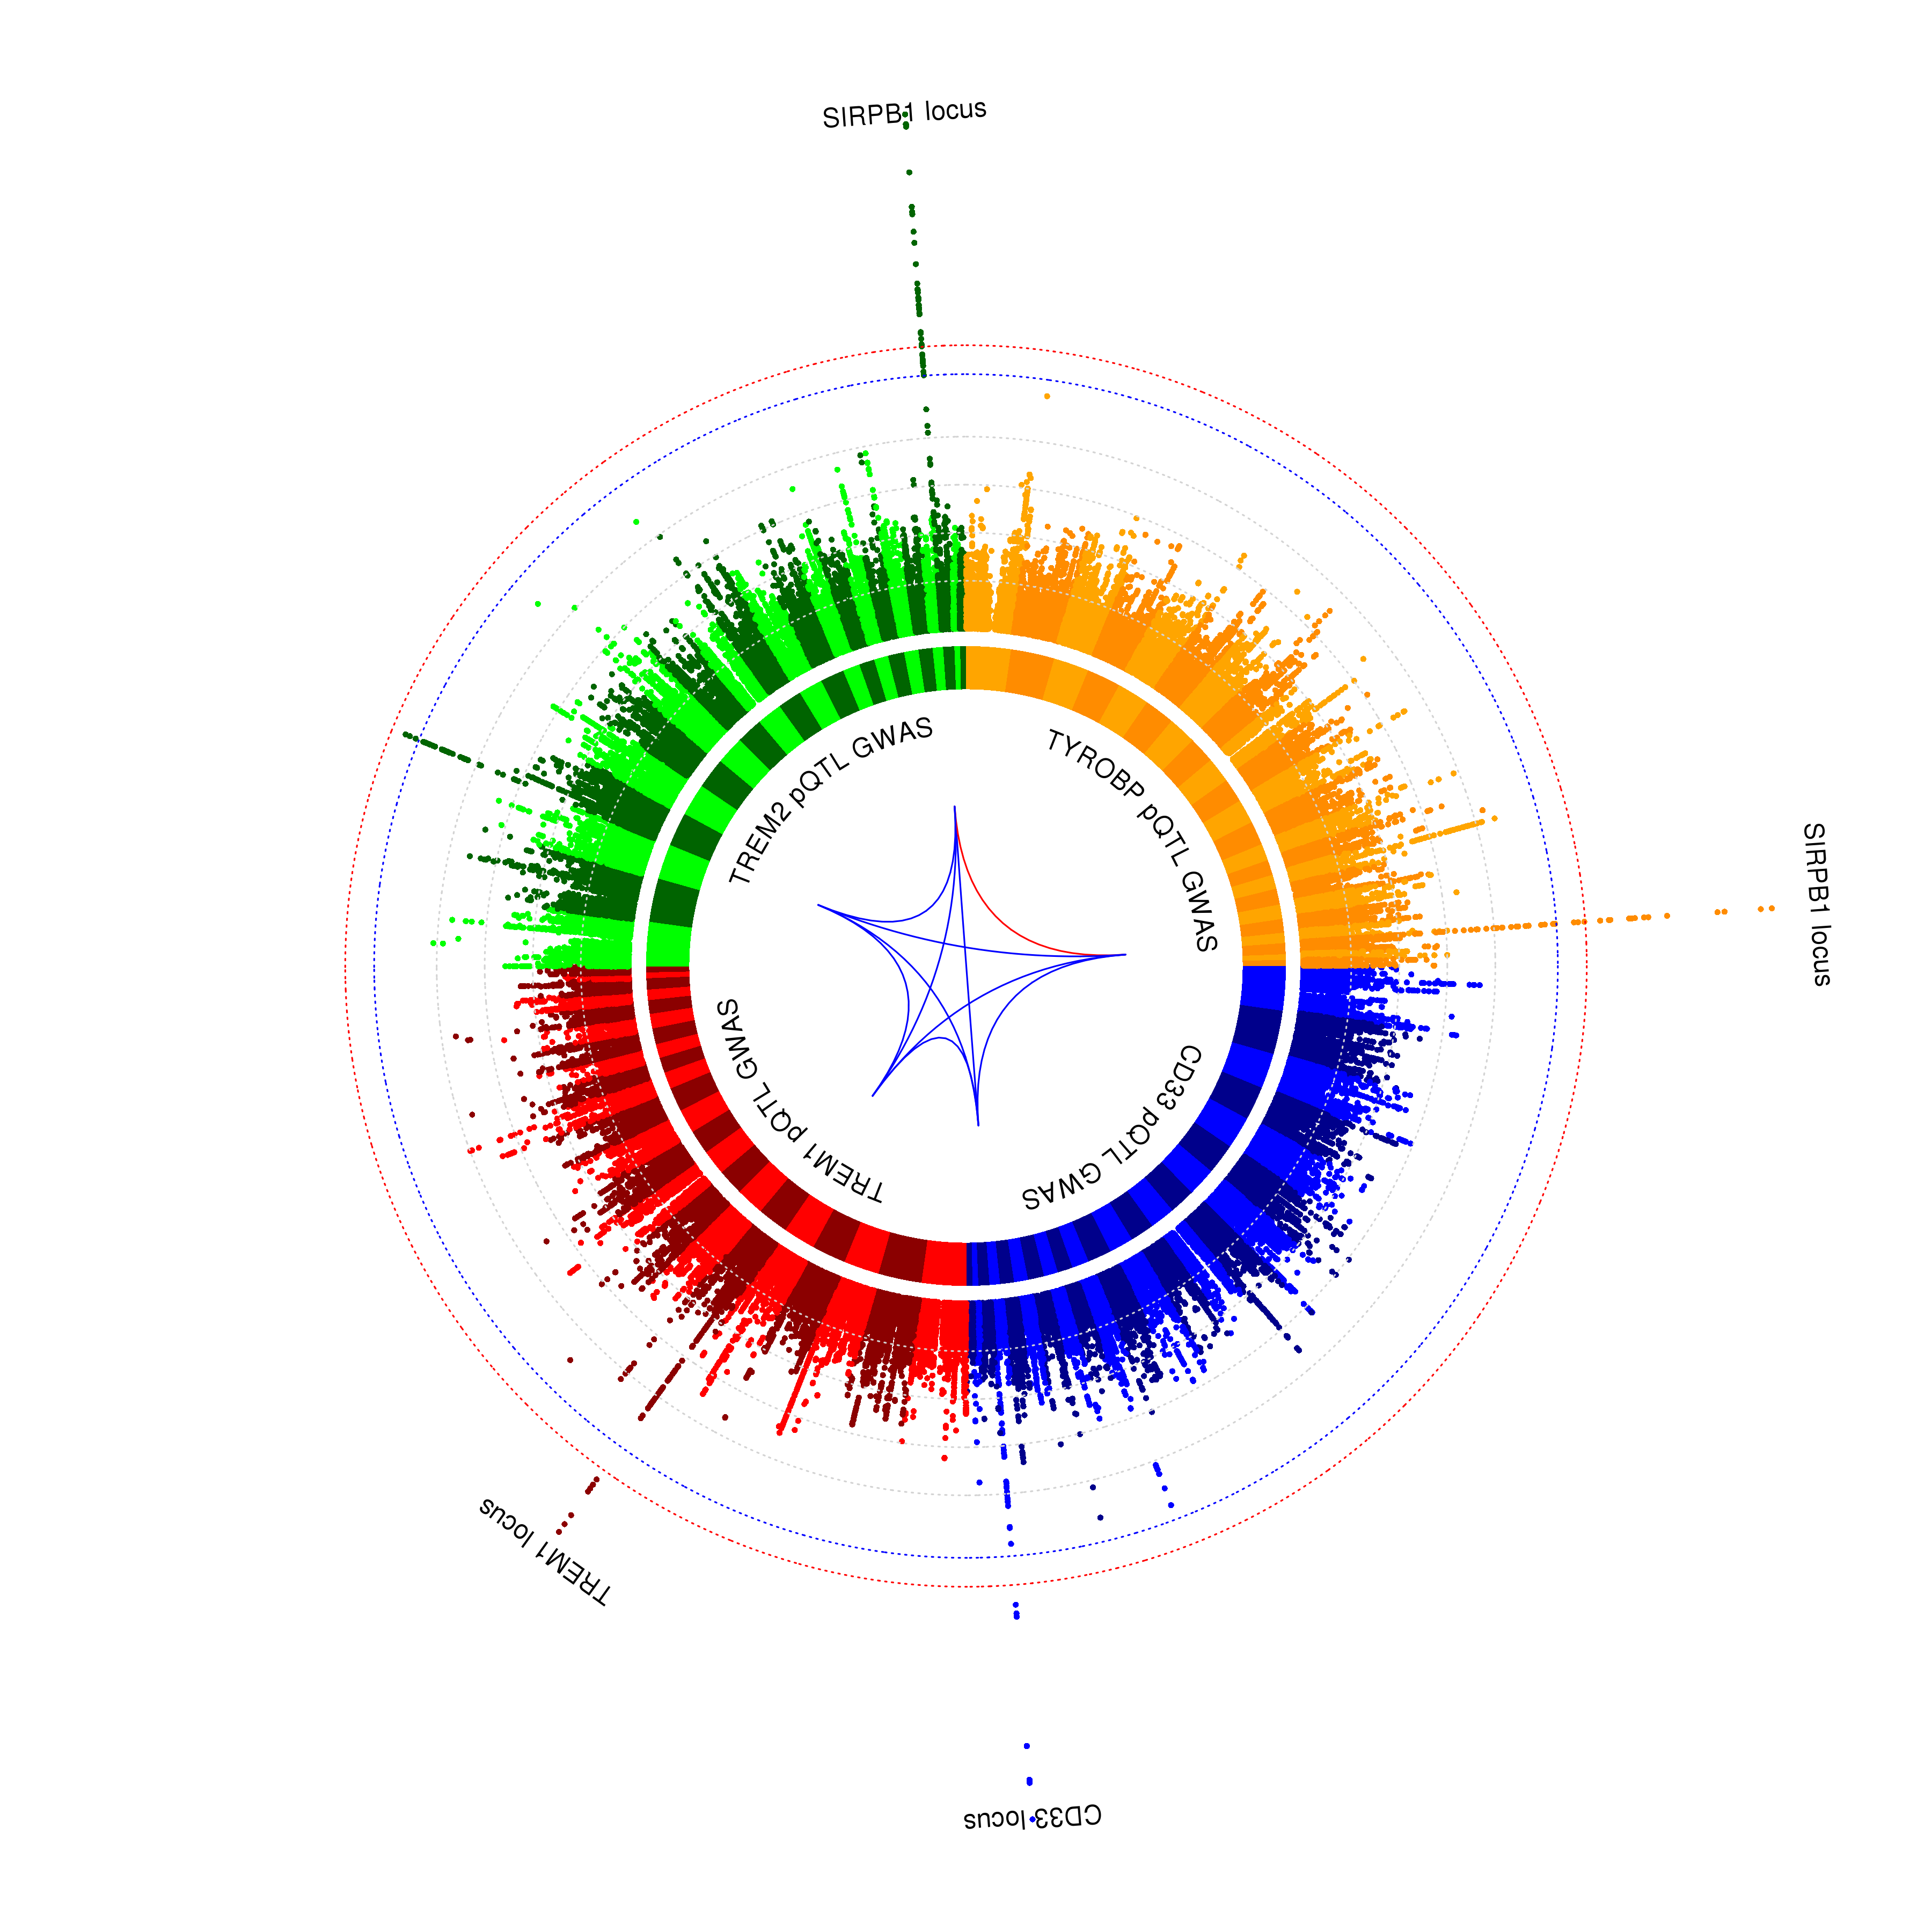 SIRPB1 locus
TREM2 pQTL GWAS
TYROBP pQTL GWAS
SIRPB1 locus
TREM1 pQTL GWAS
CD33 pQTL GWAS
TREM1 locus
CD33 locus